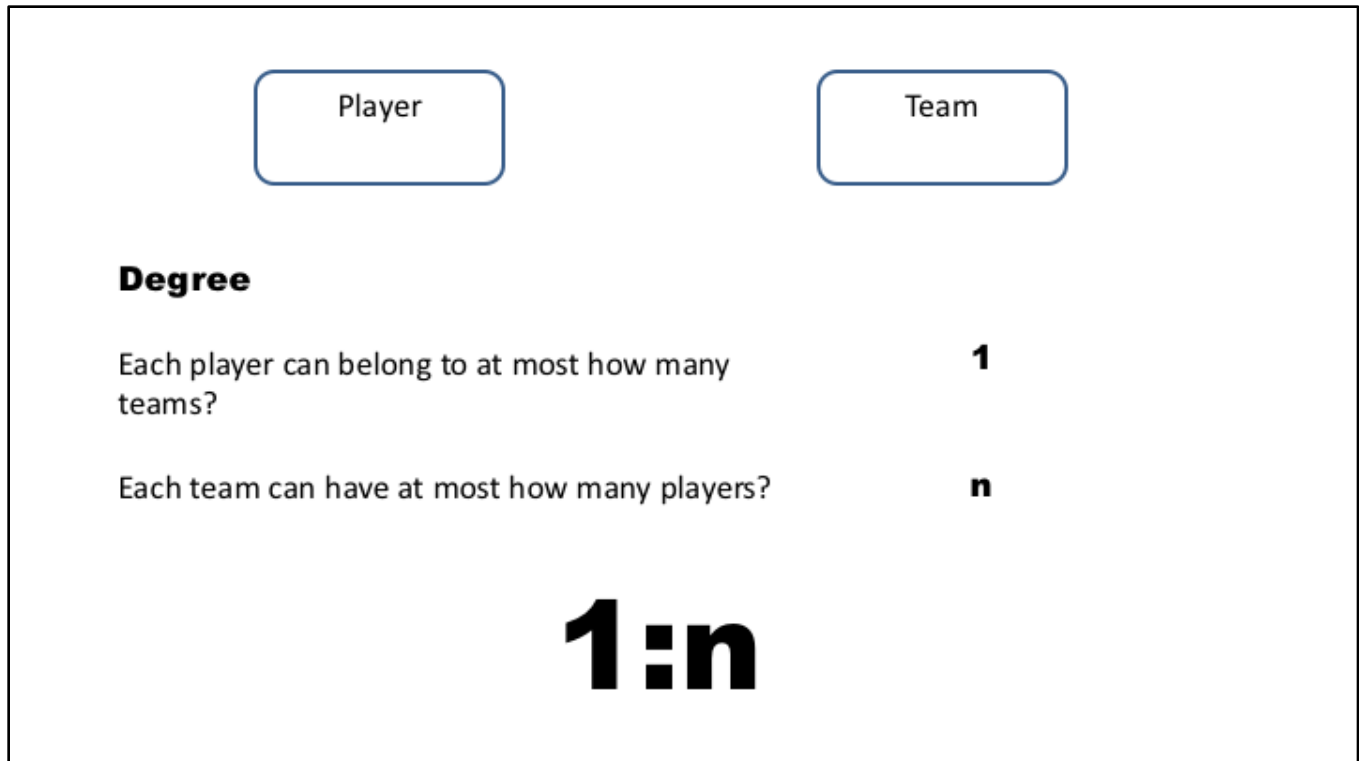 Player
Team
Degree
Each player can belong to at most how many
teams?
1
Each team can have at most how many players?
n
1:n